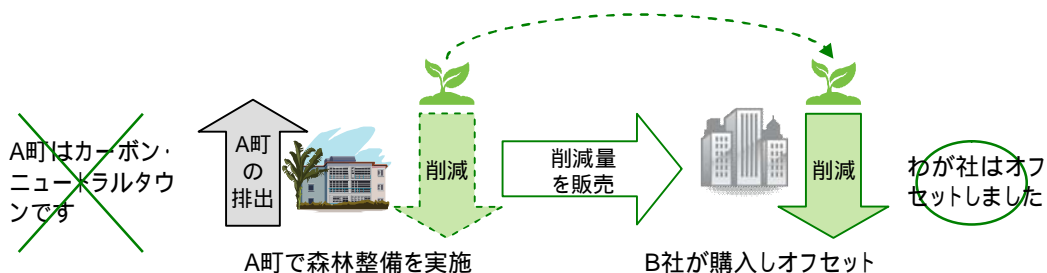 A町はカーボン・
ニュートラルタウ
ンです
A町
の
排出
削減
削減量
を販売
削減
わが社はオフ
セットしました
A町で森林整備を実施
B社が購入しオフセット